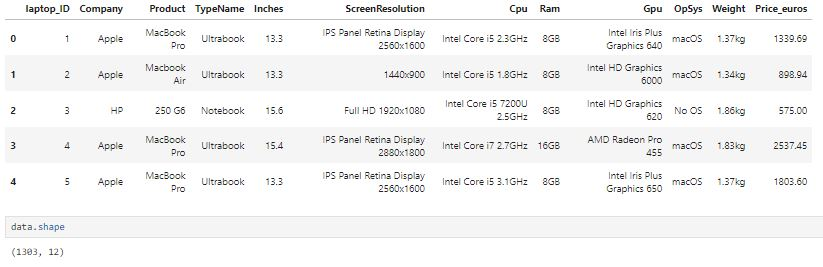 laptop_ID Company Product TypeName Inches ScreenResolution Cpu Ram Gpu OpSys Weight Price_euros
0 1 Apple MacBook Pro Ultrabook 13.3 IPS Panel Retina Display 2560x1600 Intel Core i5 2.3GHz 8GB Intel Iris Plus Graphics 640 macOS 1.37kg 1339.69
1 2 Apple Macbook Air Ultrabook 13.3 1440x900 Intel Core i5 1.8GHz 8GB Intel HD Graphics 6000 macOS 1.34kg 898.94
2 3 HP 250 G6 Notebook 15.6 Full HD 1920x1080 Intel Core i5 7200U 2.5GHz 8GB Intel HD Graphics 620 No OS 1.86kg 575.00
3 4 Apple MacBook Pro Ultrabook 15.4 IPS Panel Retina Display 2880x1800 Intel Core i7 2.7GHz 16GB AMD Radeon Pro 455 macOS 1.83kg 2537.45
4 5 Apple MacBook Pro Ultrabook 13.3 IPS Panel Retina Display 2560x1600 Intel Core i5 3.1GHz 8GB Intel Iris Plus Graphics 650 macOS 1.37kg 1803.60
data.shape
(1303, 12)